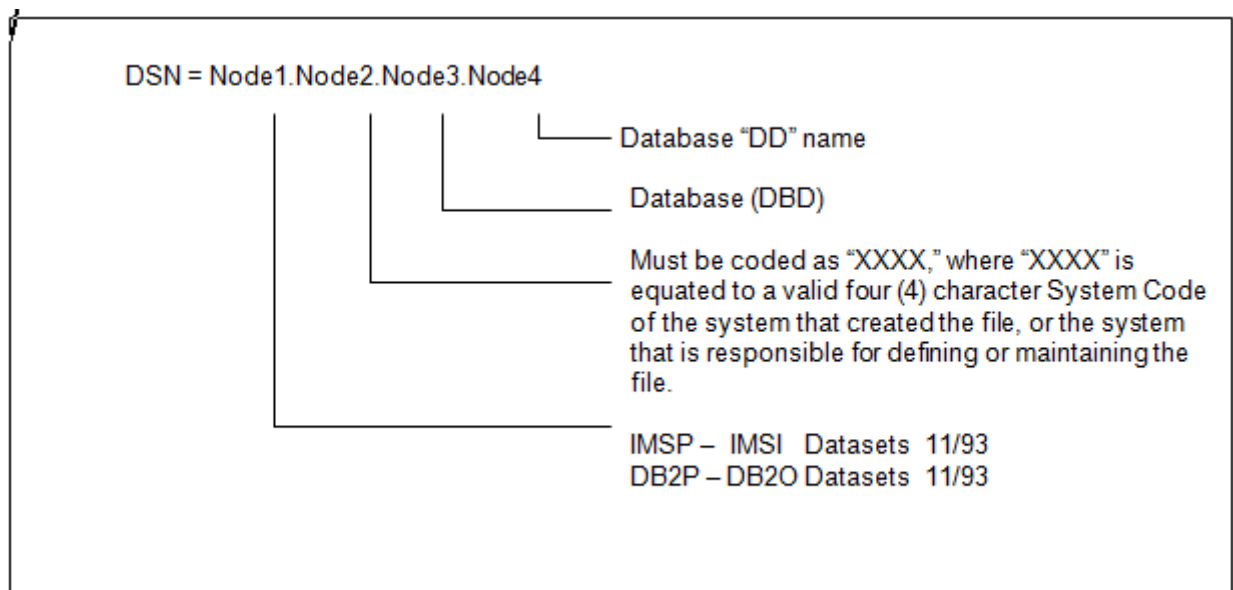 DSN = Node1.Node2.Node3.Node4
Database “DD” name
Database (DBD)
Must be coded as “XXXX,” where “XXXX” is
equated to a valid four (4) character System Code
of the system that created the file, or the system
that is responsible for defining or maintaining the
file.
IMSP – IMSI Datasets 11/93
DB2P – DB2O Datasets 11/93